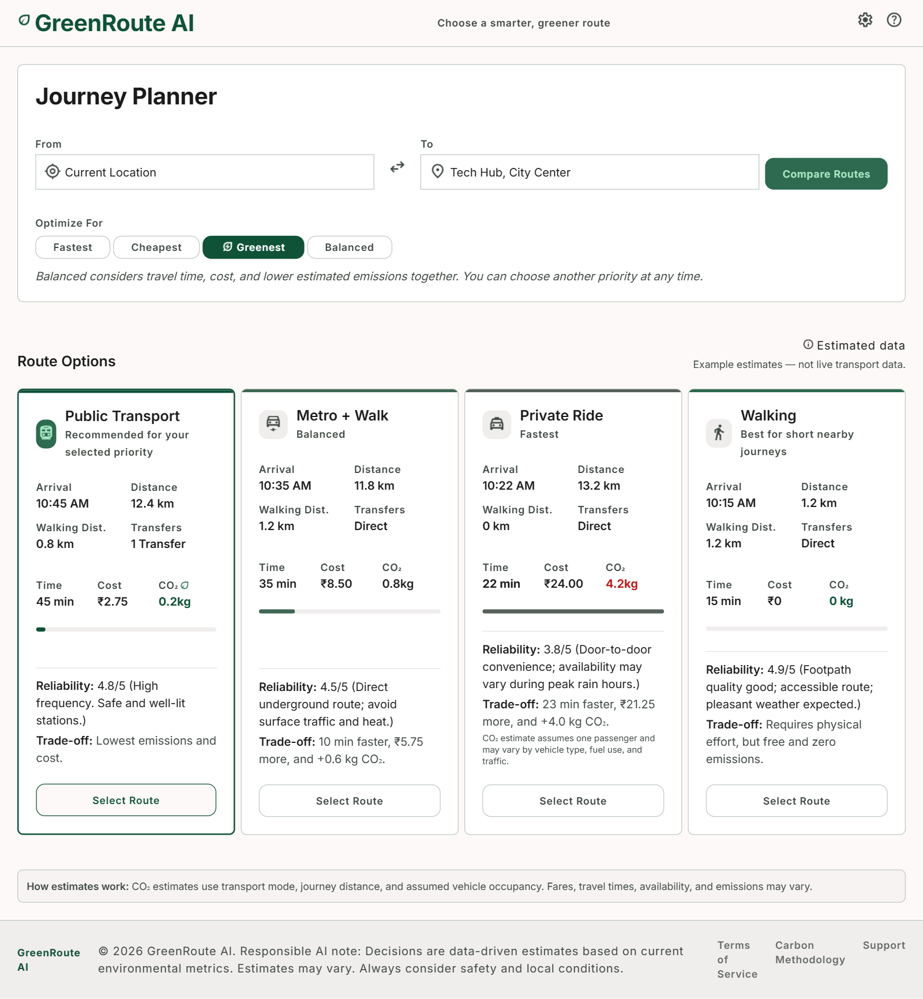 GreenRoute AI
Choose a smarter, greener route
Journey Planner
From
Current Location
To
Tech Hub, City Center
Compare Routes
Optimize For
Fastest
Cheapest
Greenest
Balanced
Balanced considers travel time, cost, and lower estimated emissions together. You can choose another priority at any time.
Route Options
Estimated data
Example estimates — not live transport data.
Public Transport
Recommended for your
selected priority
Arrival
10:45 AM
Distance
12.4 km
Walking Dist.
0.8 km
Transfers
1 Transfer
Time
45 min
Cost
₹2.75
CO₂
0.2kg
Reliability: 4.8/5 (High
frequency. Safe and well-lit
stations.)
Trade-off: Lowest emissions and
cost.
Select Route
Metro + Walk
Balanced
Arrival
10:35 AM
Distance
11.8 km
Walking Dist.
1.2 km
Transfers
Direct
Time
35 min
Cost
₹8.50
CO₂
0.8kg
Reliability: 4.5/5 (Direct
underground route; avoid
surface traffic and heat.)
Trade-off: 10 min faster, ₹5.75
more, and +0.6 kg CO₂.
Select Route
Private Ride
Fastest
Arrival
10:22 AM
Distance
13.2 km
Walking Dist.
0 km
Transfers
Direct
Time
22 min
Cost
₹24.00
CO₂
4.2kg
Reliability: 3.8/5 (Door-to-door
convenience; availability may
vary during peak rain hours.)
Trade-off: 23 min faster, ₹21.25
more, and +4.0 kg CO₂.
CO₂ estimate assumes one passenger and
may vary by vehicle type, fuel use, and
traffic.
Select Route
Walking
Best for short nearby
journeys
Arrival
10:15 AM
Distance
1.2 km
Walking Dist.
1.2 km
Transfers
Direct
Time
15 min
Cost
₹0
CO₂
0 kg
Reliability: 4.9/5 (Footpath
quality good; accessible route;
pleasant weather expected.)
Trade-off: Requires physical
effort, but free and zero
emissions.
Select Route
How estimates work: CO₂ estimates use transport mode, journey distance, and assumed vehicle occupancy. Fares, travel times, availability, and emissions may vary.
GreenRoute
AI
© 2026 GreenRoute AI. Responsible AI note: Decisions are data-driven estimates based on current
environmental metrics. Estimates may vary. Always consider safety and local conditions.
Terms
of
Service
Carbon
Methodology
Support